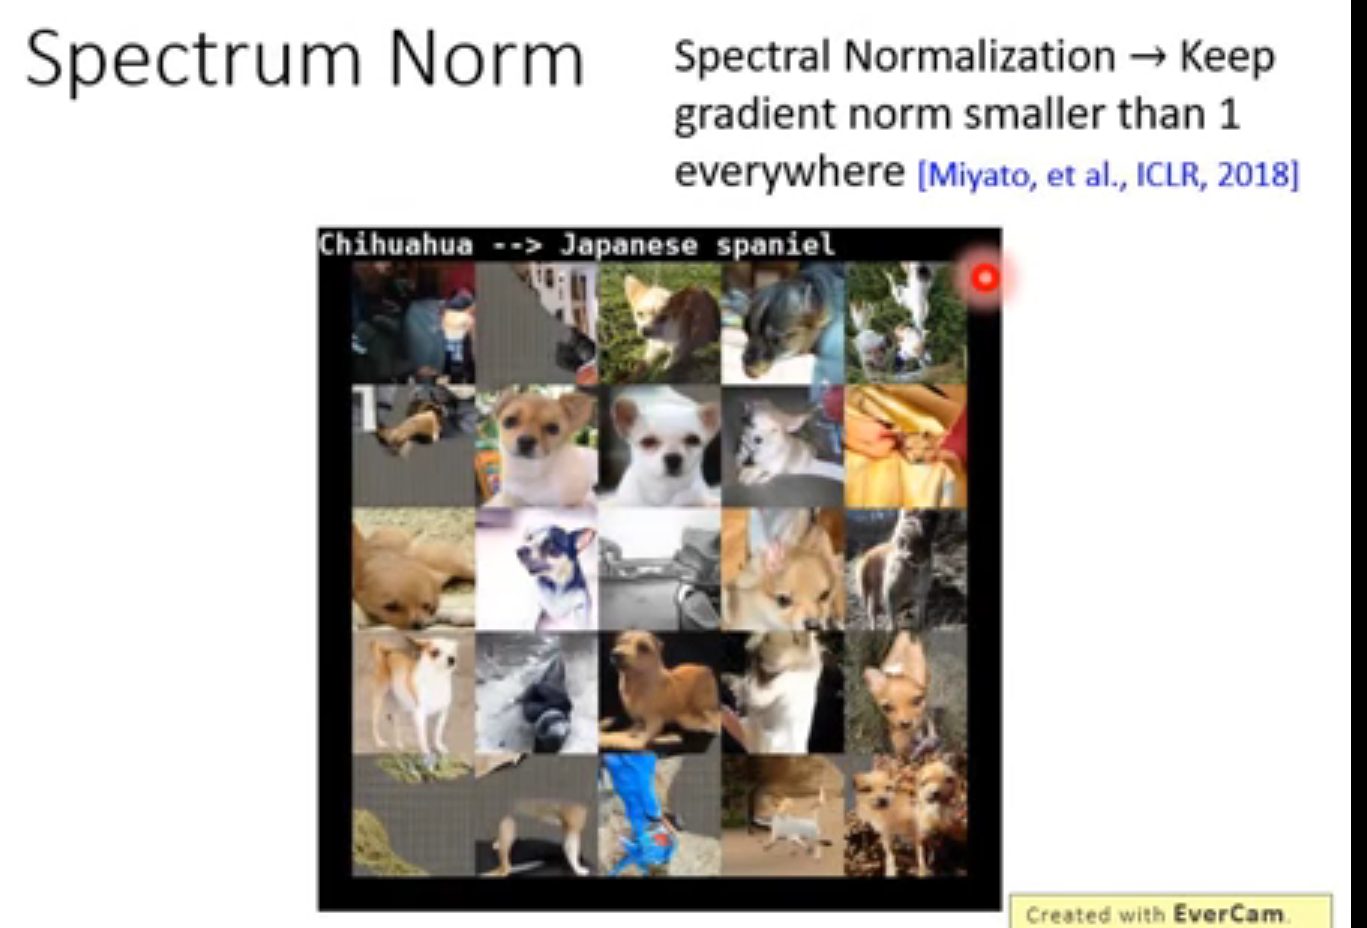 Spectrum Norm
Spectral Normalization → Keep
gradient norm smaller than 1
everywhere [Miyato, et al., ICLR, 2018]
Chihuahua --> Japanese spaniel
Created with EverCam.